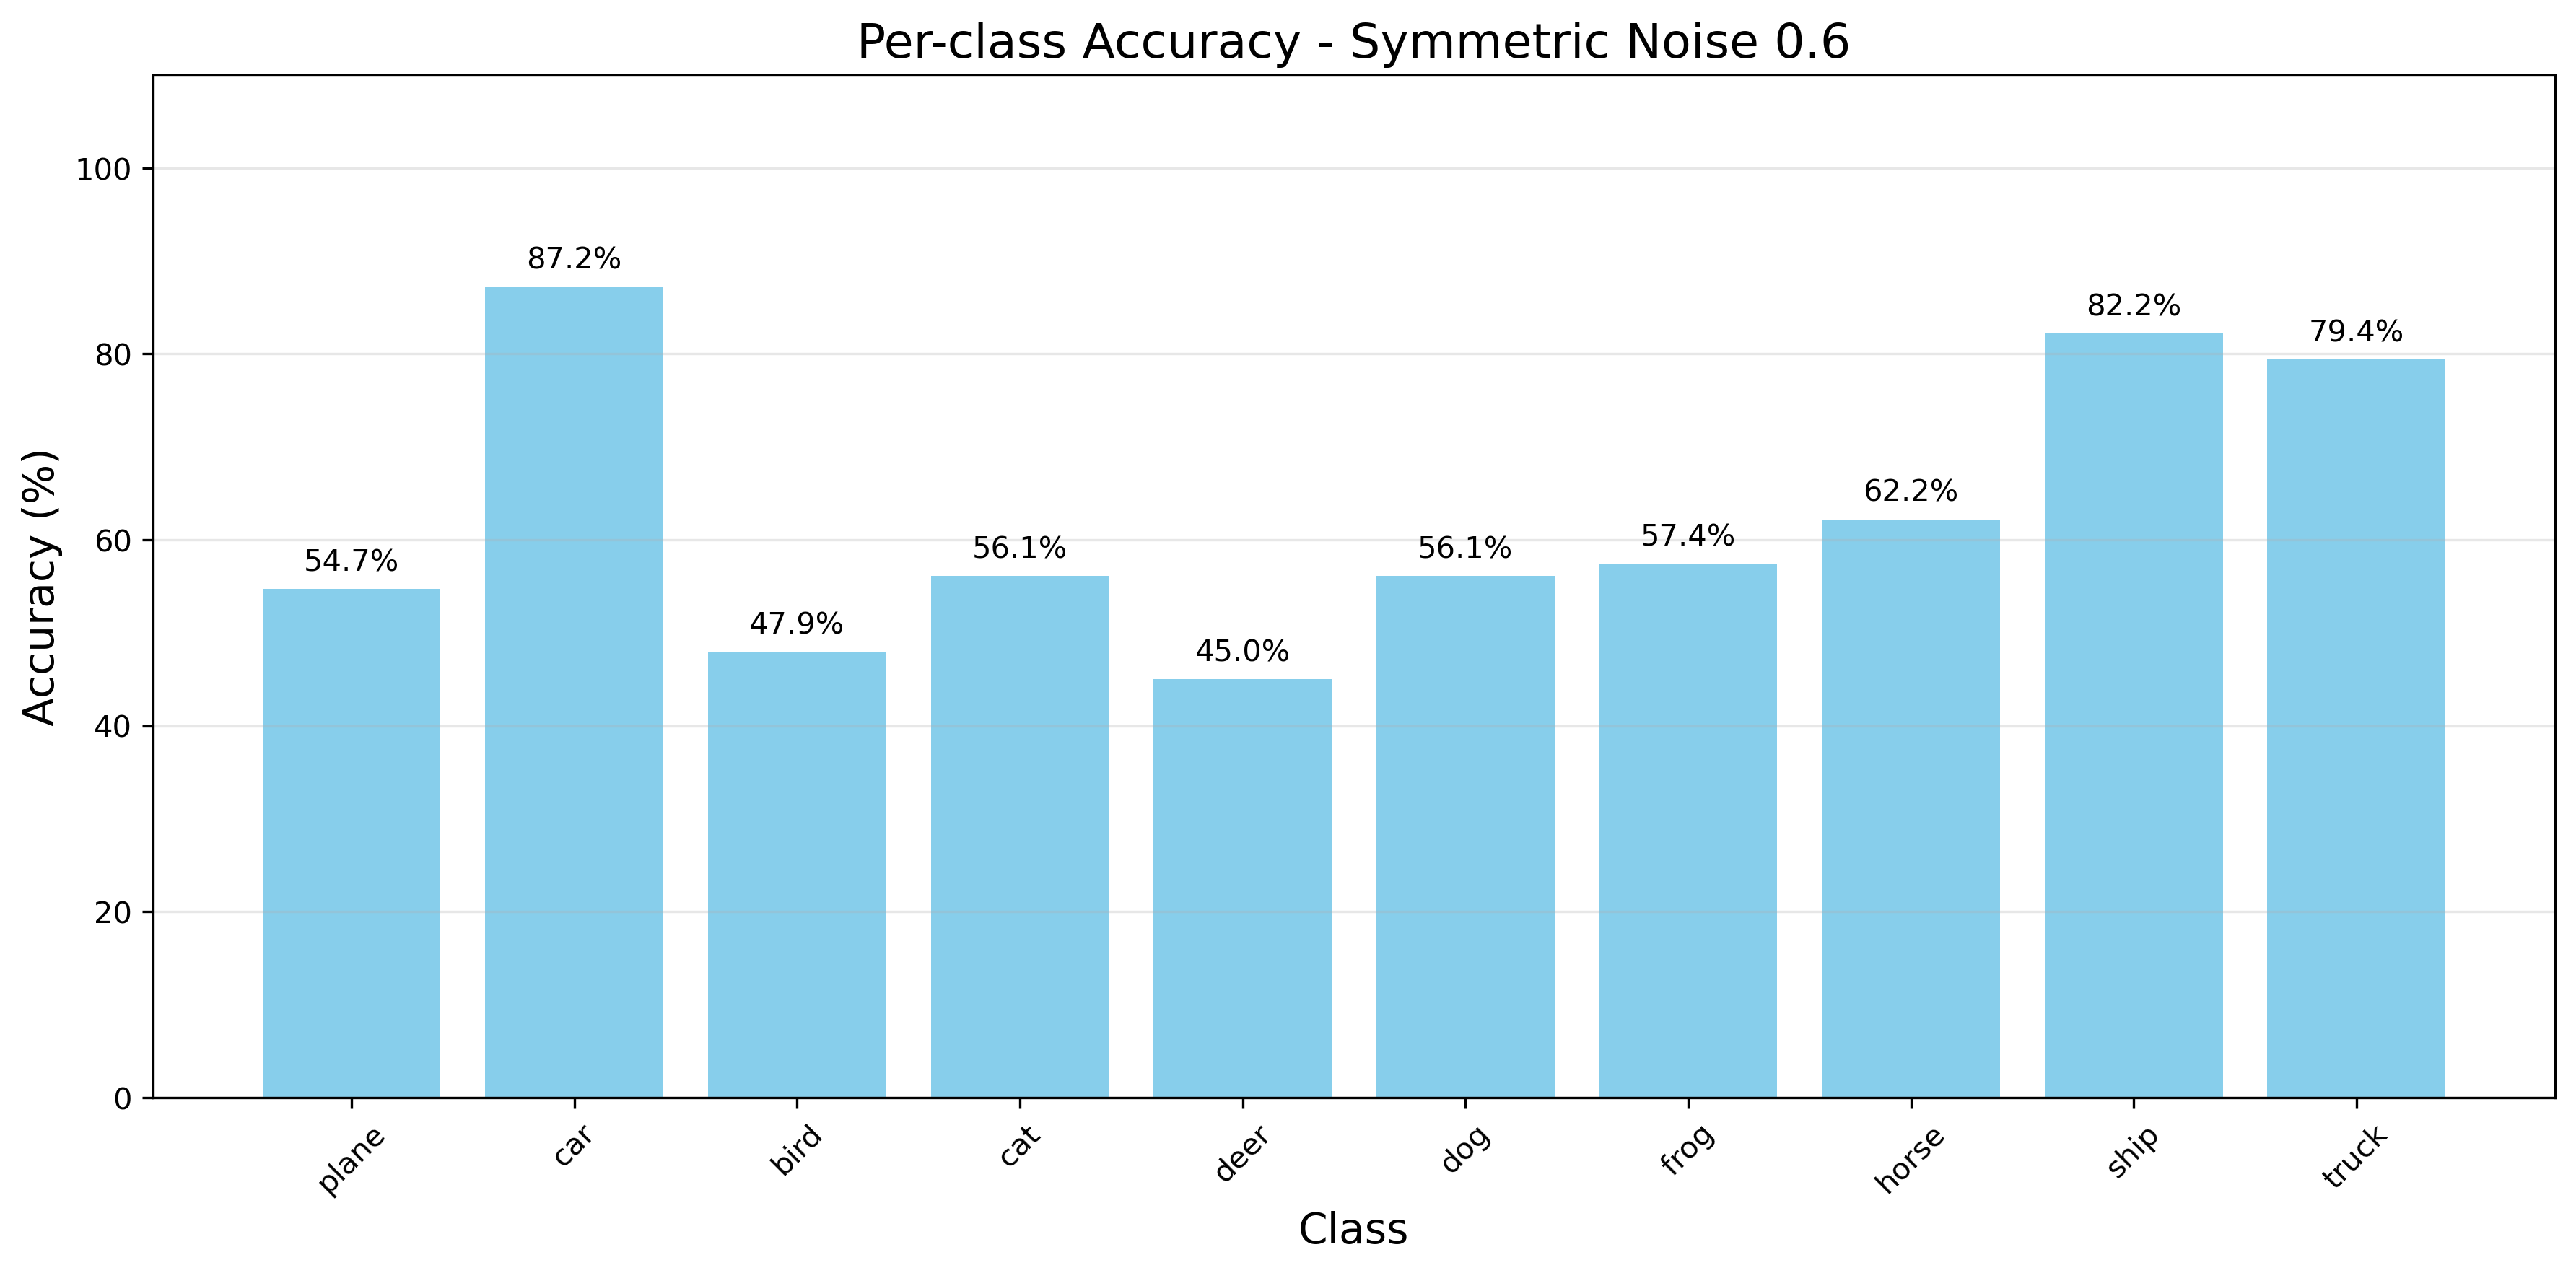 Per-class Accuracy - Symmetric Noise 0.6
Accuracy (%)
100
80
60
40
20
0
54.7%
87.2%
47.9%
56.1%
45.0%
56.1%
57.4%
62.2%
82.2%
79.4%
plane
car
bird
cat
deer
dog
frog
horse
ship
truck
Class